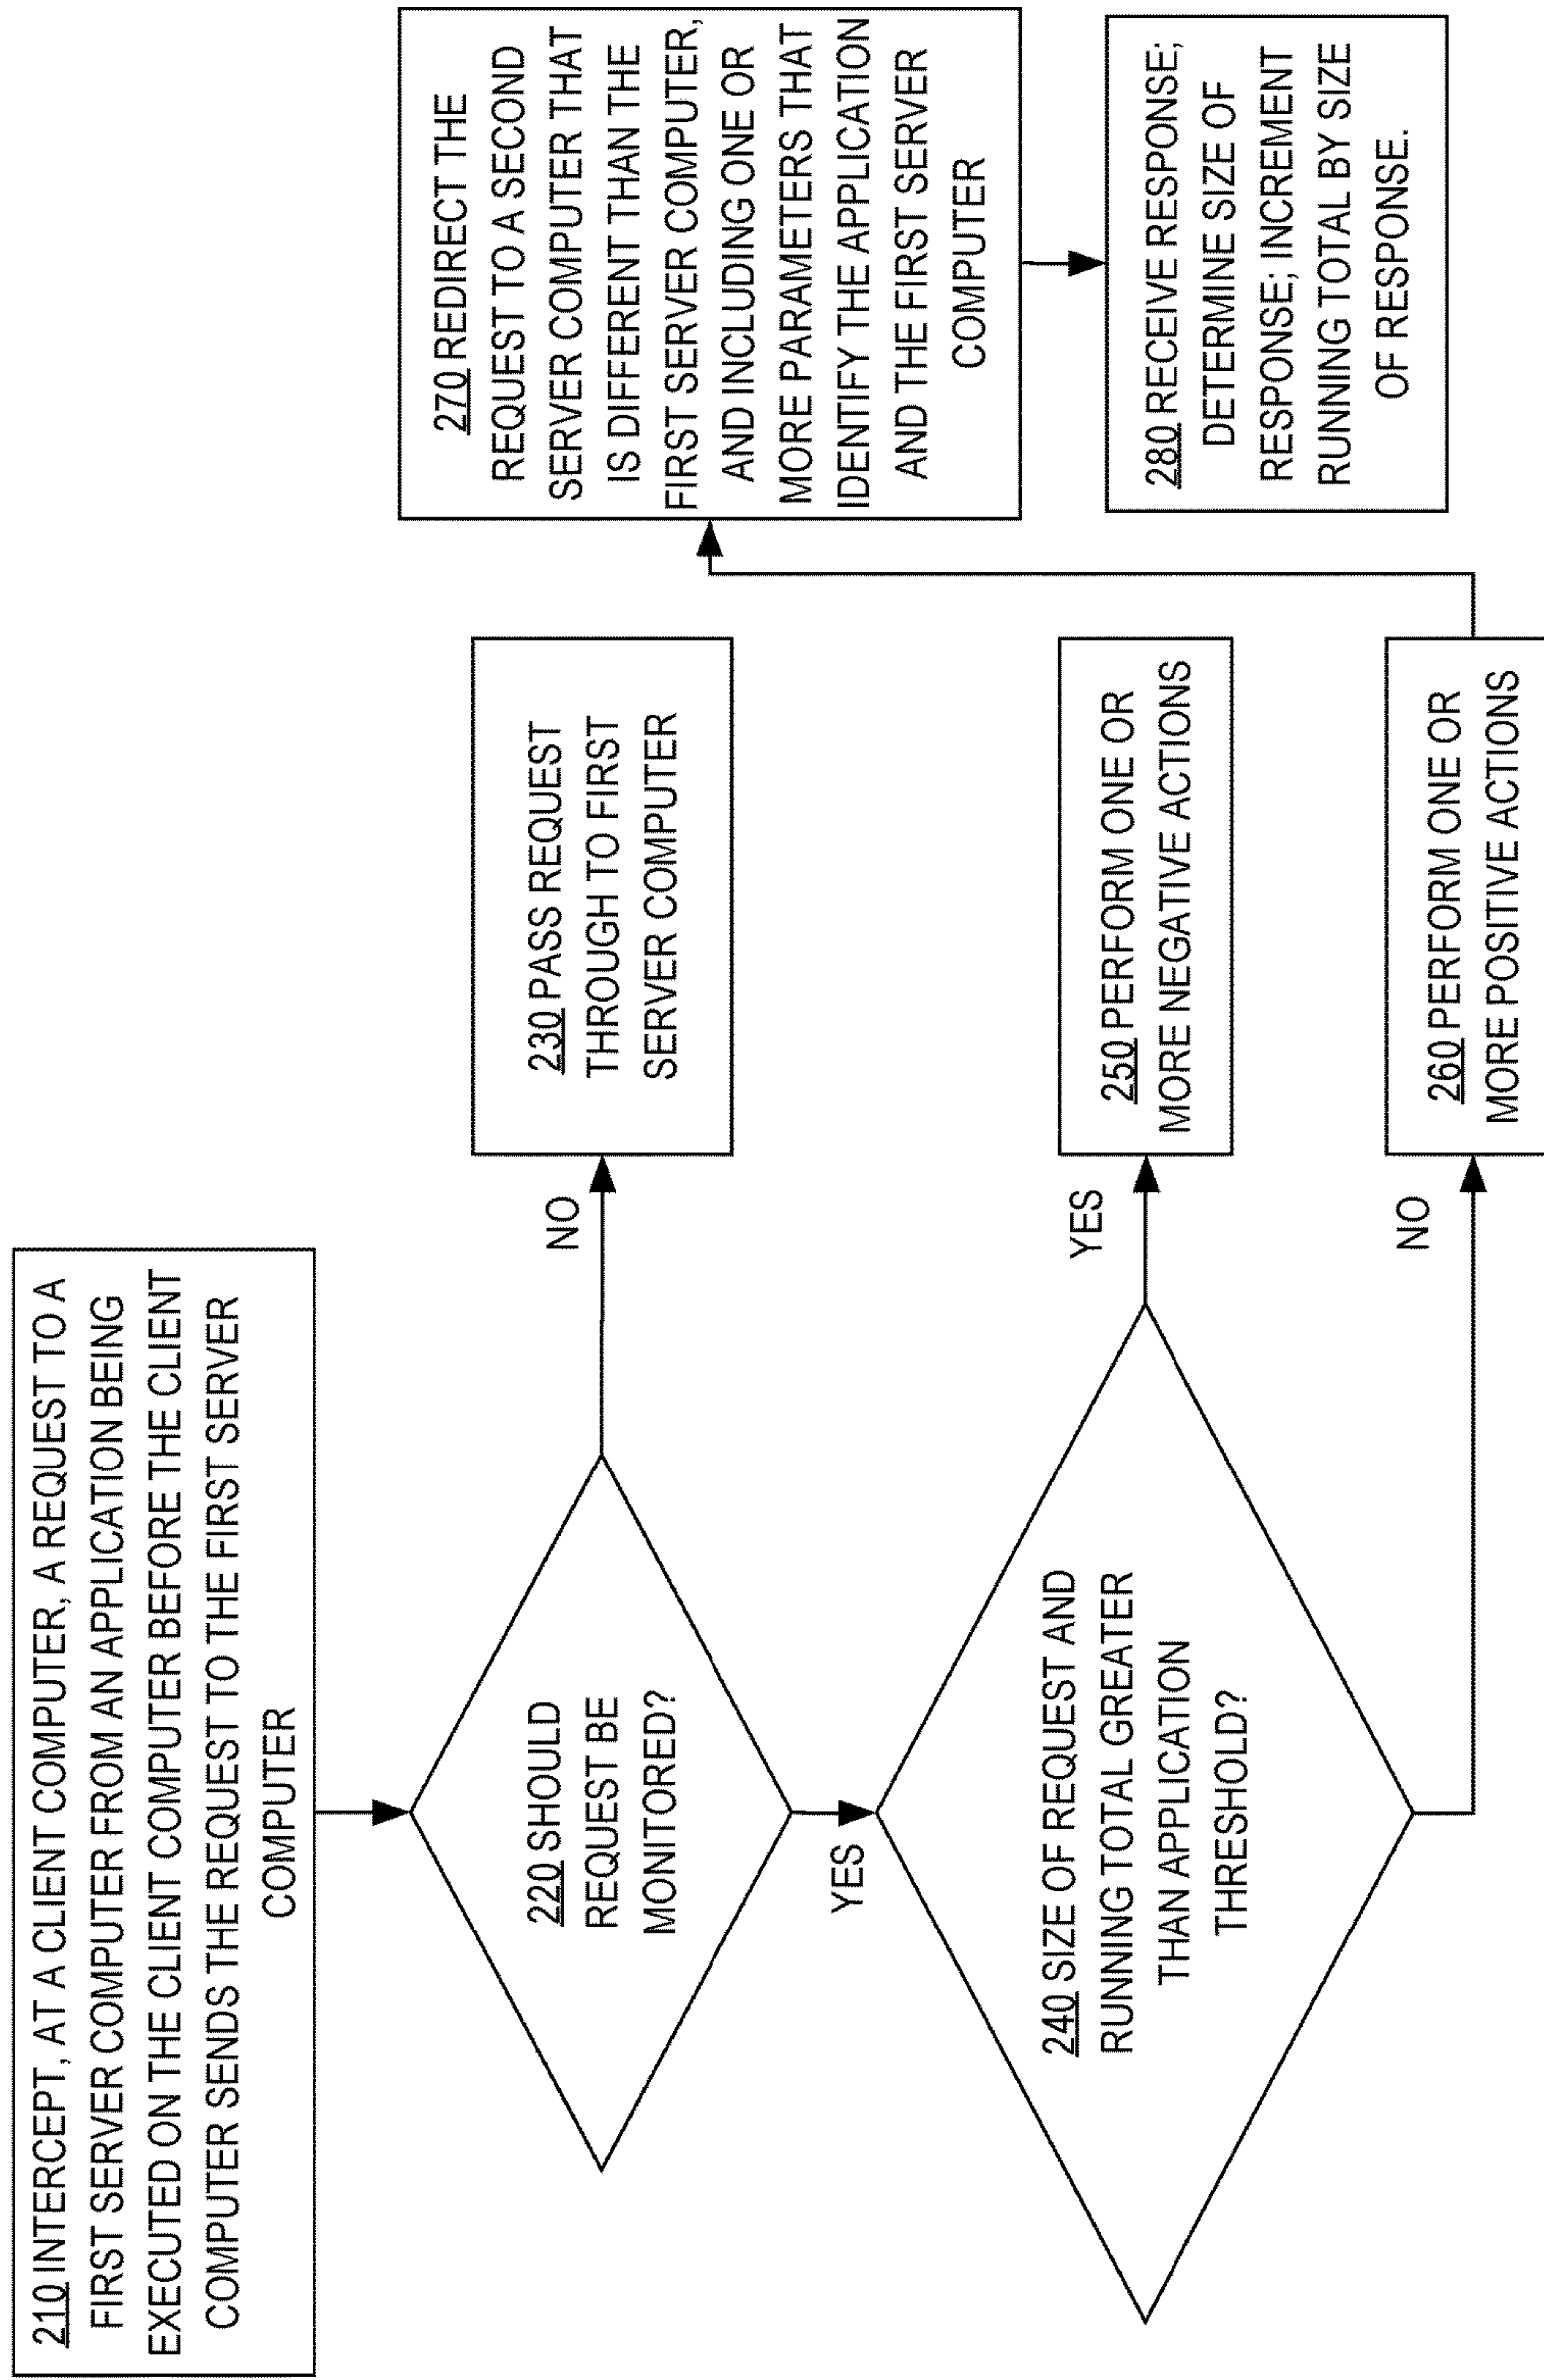 210 INTERCEPT, AT A CLIENT COMPUTER, A REQUEST TO A
FIRST SERVER COMPUTER FROM AN APPLICATION BEING
EXECUTED ON THE CLIENT COMPUTER BEFORE THE CLIENT
COMPUTER SENDS THE REQUEST TO THE FIRST SERVER
COMPUTER
220 SHOULD
REQUEST BE
MONITORED?
NO
230 PASS REQUEST
THROUGH TO FIRST
SERVER COMPUTER
YES
240 SIZE OF REQUEST AND
RUNNING TOTAL GREATER
THAN APPLICATION
THRESHOLD?
YES
250 PERFORM ONE OR
MORE NEGATIVE ACTIONS
NO
260 PERFORM ONE OR
MORE POSITIVE ACTIONS
270 REDIRECT THE
REQUEST TO A SECOND
SERVER COMPUTER THAT
IS DIFFERENT THAN THE
FIRST SERVER COMPUTER,
AND INCLUDING ONE OR
MORE PARAMETERS THAT
IDENTIFY THE APPLICATION
AND THE FIRST SERVER
COMPUTER
280 RECEIVE RESPONSE;
DETERMINE SIZE OF
RESPONSE; INCREMENT
RUNNING TOTAL BY SIZE
OF RESPONSE.